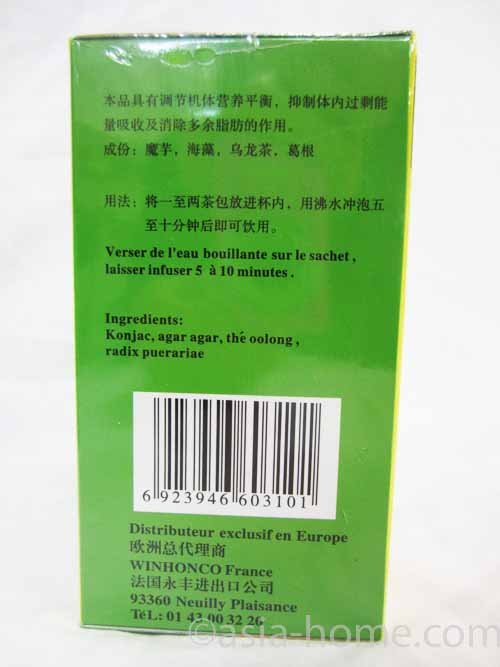 本品具有调节机体营养平衡，抑制体内过剩能
量吸收及消除多余脂肪的作用。
成份：魔芋，海藻，乌龙茶，葛根
用法：将一至两茶包放进杯内，用沸水冲泡五
至十分钟后即可饮用。
Verser de l'eau bouillante sur le sachet,
laisser infuser 5 à 10 minutes.
Ingredients:
Konjac, agar agar, thé oolong,
radix puerariae
6 923946 603101
Distributeur exclusif en Europe
欧洲总代理商
WINHONCO France
法国永丰进出口公司
93360 Neuilly Plaisance
TéL: 01 43 00 32 26
©asia-home.com